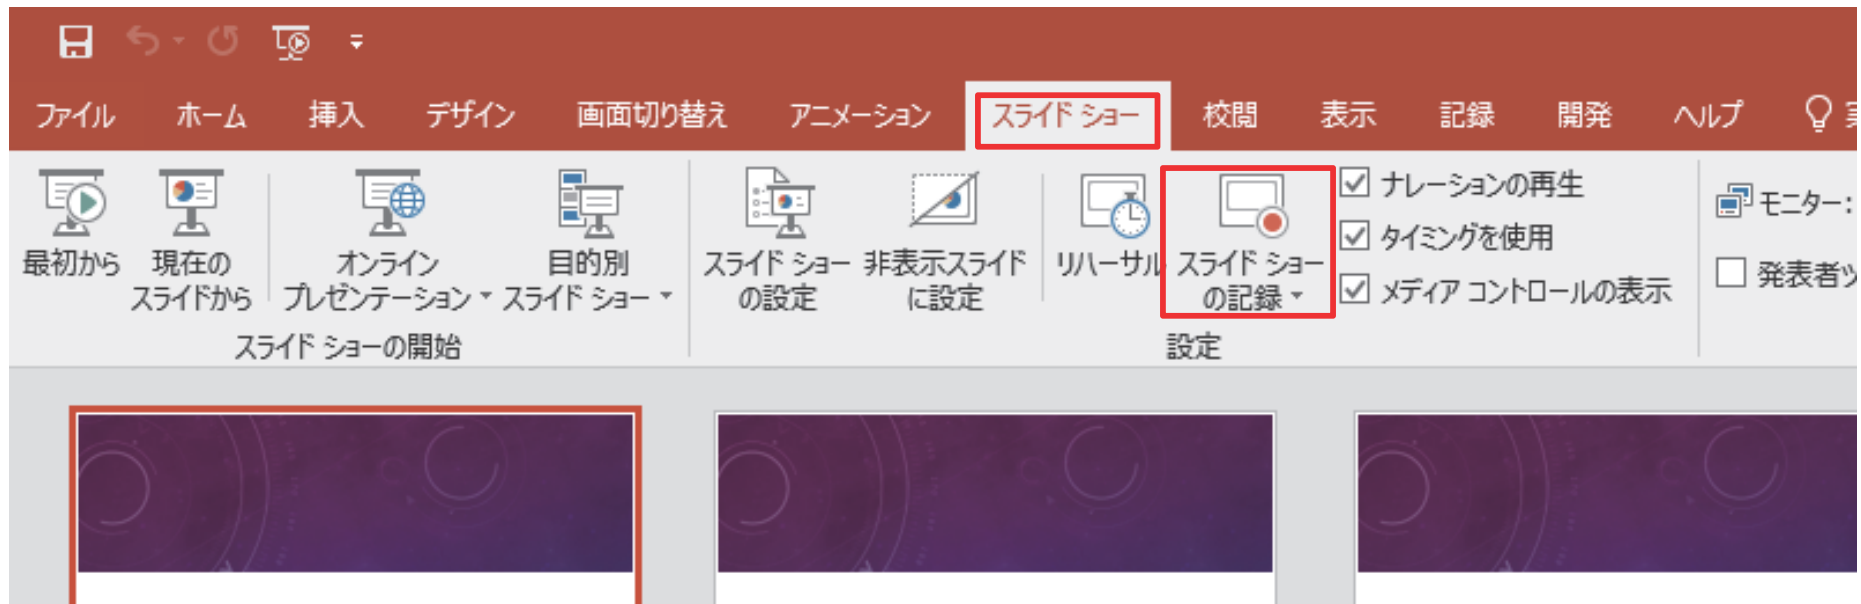 ファイル ホーム 挿入 デザイン 画面切り替え アニメーション スライド ショー 校閲 表示 記録 開発 ヘルプ
最初から
現在の
スライドから
オンライン
プレゼンテーション
目的別
スライド ショー
スライド ショーの開始
スライド ショー
の設定
非表示スライド
に設定
リハーサル
スライド ショー
の記録
ナレーションの再生
タイミングを使用
メディア コントロールの表示
設定
モニター:
発表者ツ